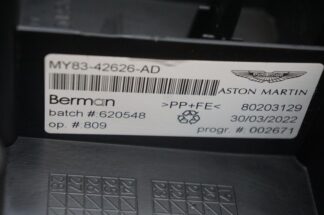 MY83-42626-AD
ASTON MARTIN
Berman
>PP+FE<
80203129
batch #:620548
30/03/2022
op. #:809
progr. #:002671